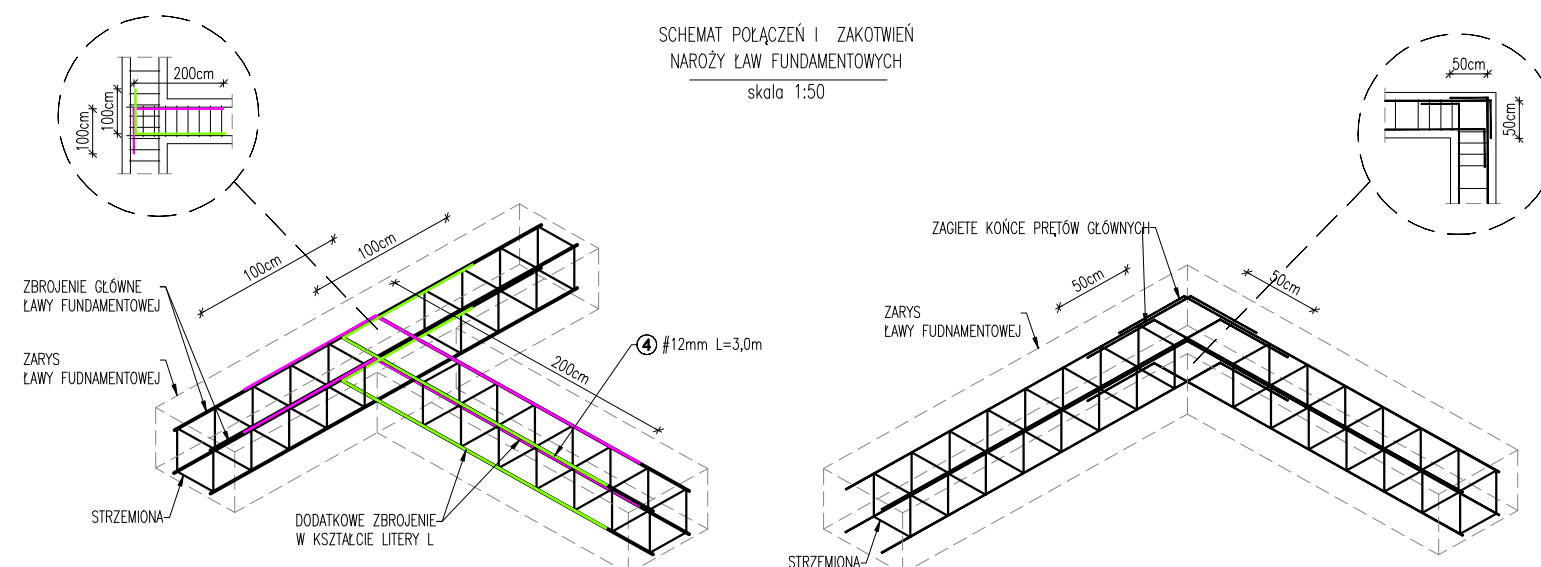 SCHEMAT POŁĄCZEŃ I ZAKOTWIEŃ
NAROŻY ŁAW FUNDAMENTOWYCH
skala 1:50
200cm
100cm
100cm
50cm
50cm
100cm
100cm
200cm
ZBROJENIE GŁÓWNE
ŁAWY FUNDAMENTOWEJ
ZARYS
ŁAWY FUDNAMENTOWEJ
STRZEMIONA
DODATKOWE ZBROJENIE
W KSZTAŁCIE LITERY L
4 #12mm L=3,0m
ZAGIETE KOŃCE PRĘTÓW GŁÓWNYCH
50cm
50cm
ZARYS
ŁAWY FUDNAMENTOWEJ
STRZEMIONA